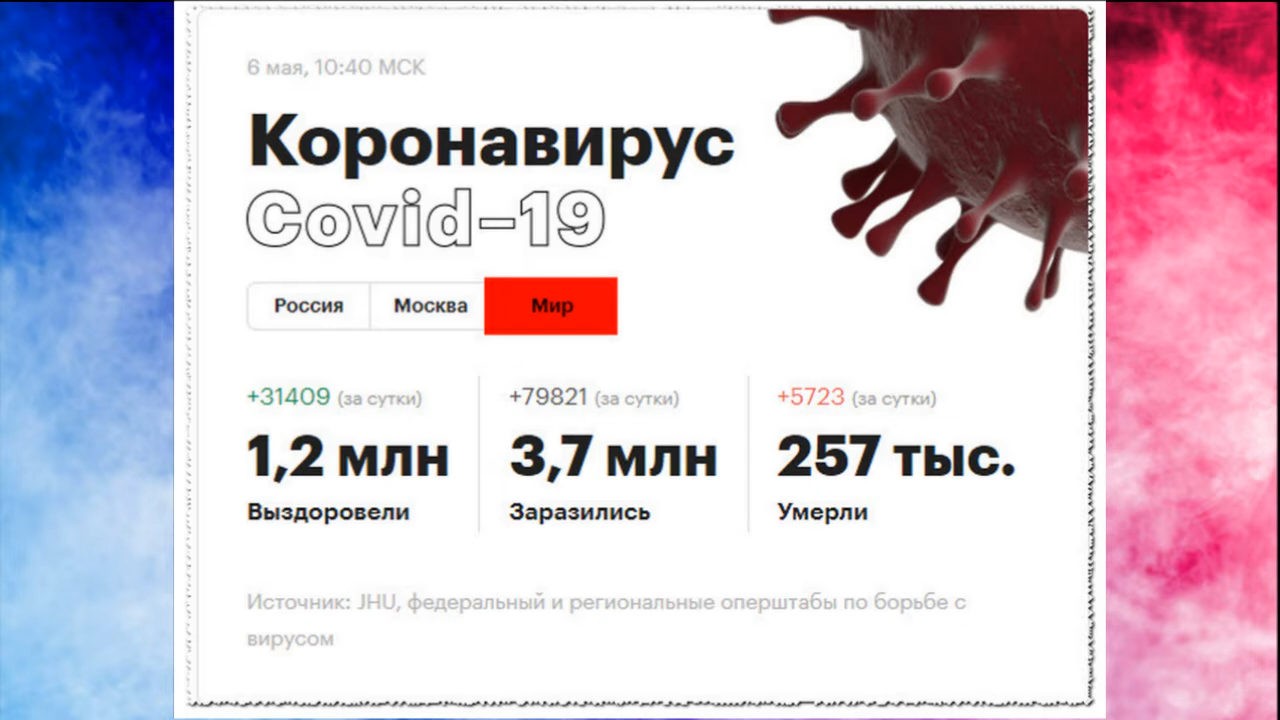 6 мая, 10:40 МСК
Коронавирус
Covid-19
Россия Москва Мир
+31409 (за сутки) +79821 (за сутки) +5723 (за сутки)
1,2 млн 3,7 млн 257 тыс.
Выздоровели Заразились Умерли
Источник: JHU, федеральный и региональные оперштабы по борьбе с
вирусом